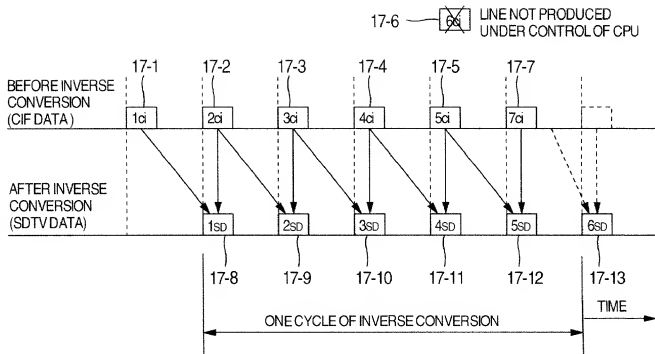 17-6
6ci
LINE NOT PRODUCED
UNDER CONTROL OF CPU
17-1 17-2 17-3 17-4 17-5 17-7
BEFORE INVERSE
CONVERSION
(CIF DATA)
1ci 2ci 3ci 4ci 5ci 7ci
AFTER INVERSE
CONVERSION
(SDTV DATA)
1SD 2SD 3SD 4SD 5SD 6SD
17-8 17-9 17-10 17-11 17-12 17-13
TIME
ONE CYCLE OF INVERSE CONVERSION